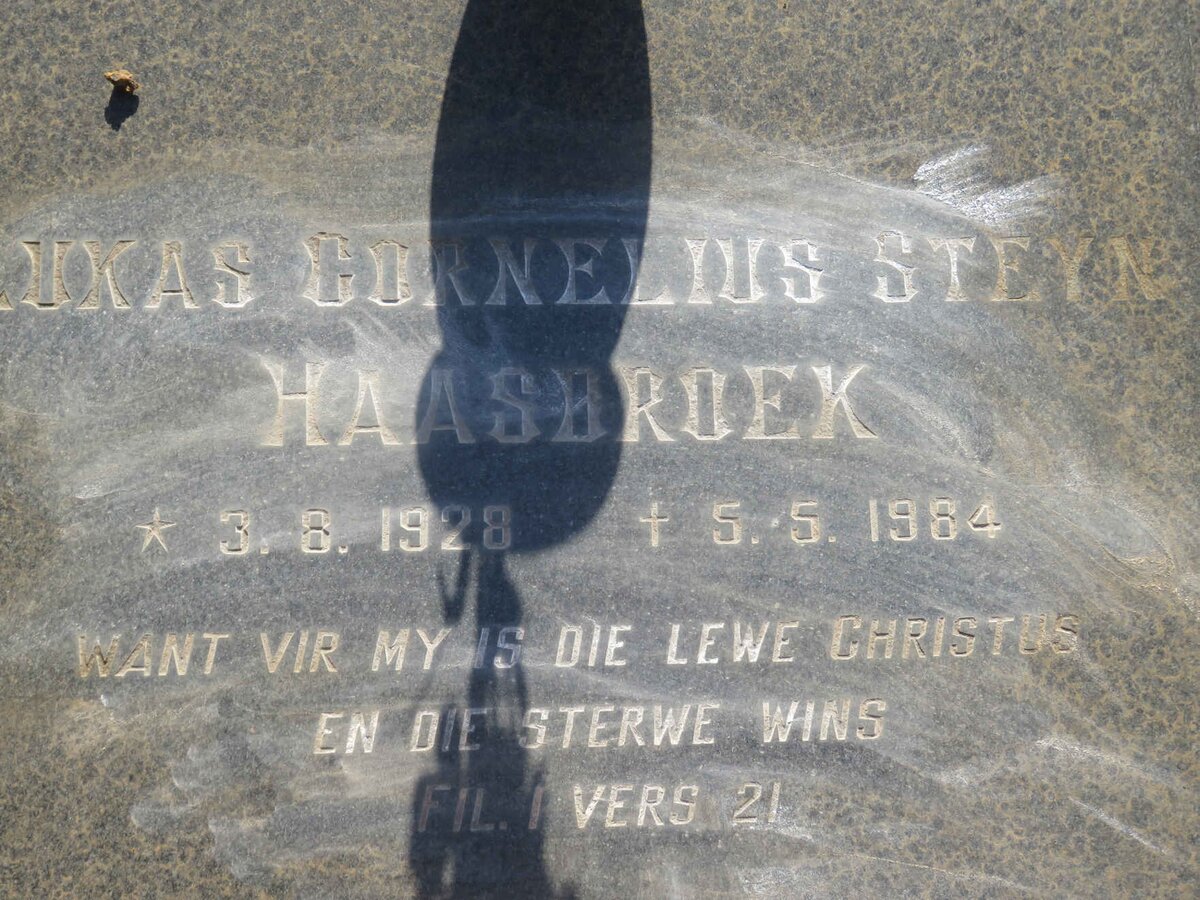 LUKAS CORNELIUS STEYN
HAASBROEK
☆ 3.8.1928 † 5.5.1984
WANT VIR MY IS DIE LEWE CHRISTUS
EN DIE STERWE WINS
FIL. 1 VERS 21